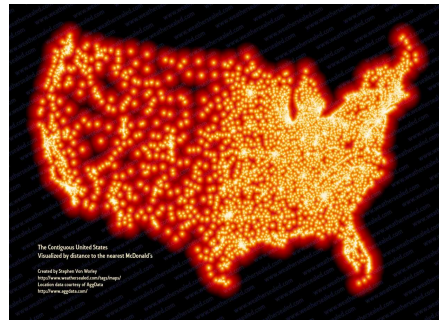 The Contiguous United States
Visualized by distance to the nearest McDonald's
Created by Stephen Von Worley
http://www.weathersealed.com/tags/maps/
Location data courtesy of AggData
http://www.aggdata.com/